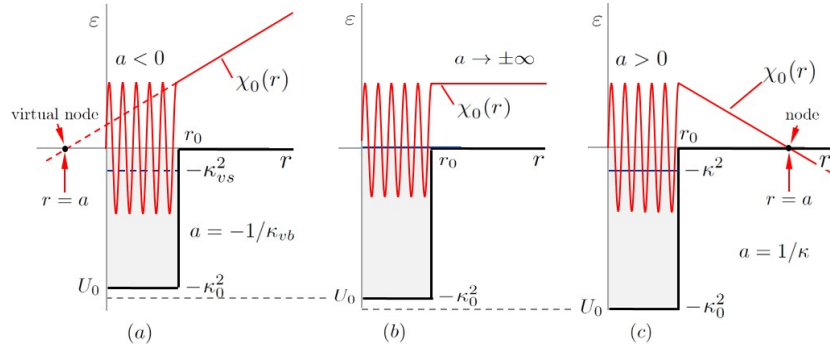 ε
a < 0
χ₀(r)
virtual node
r₀
r
−κ²ᵥₛ
r = a
a = −1/κᵥb
U₀
−κ₀²
(a)
ε
a → ±∞
χ₀(r)
r₀
r
U₀
−κ₀²
(b)
ε
a > 0
χ₀(r)
node
r₀
r
−κ²
r = a
a = 1/κ
U₀
−κ₀²
(c)